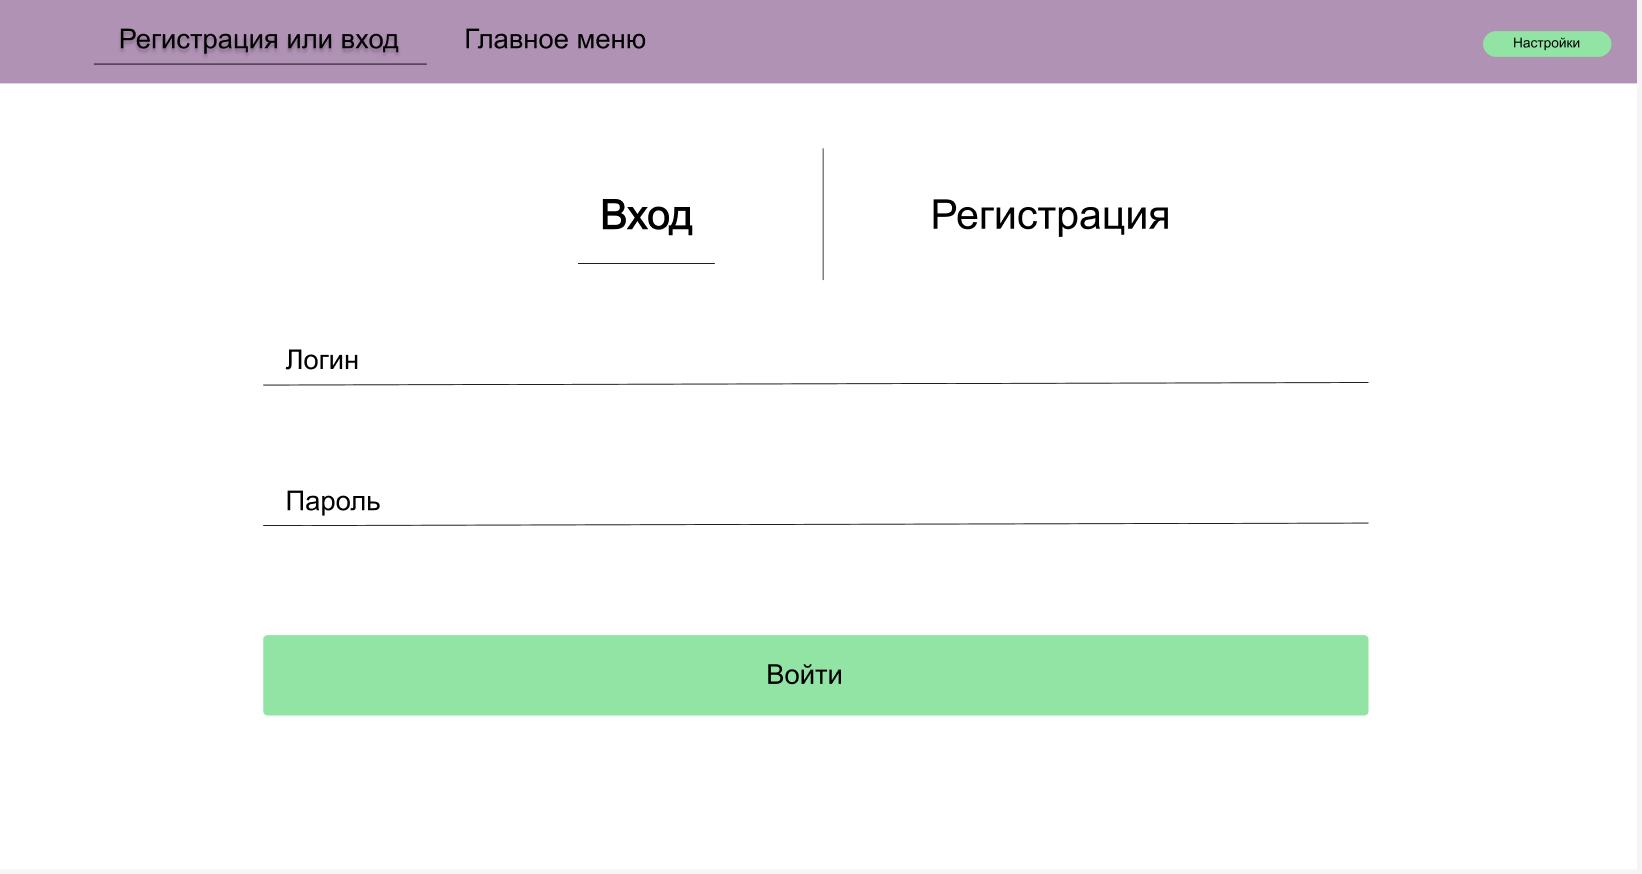 Регистрация или вход
Главное меню
Настройки
Вход
Регистрация
Логин
Пароль
Войти